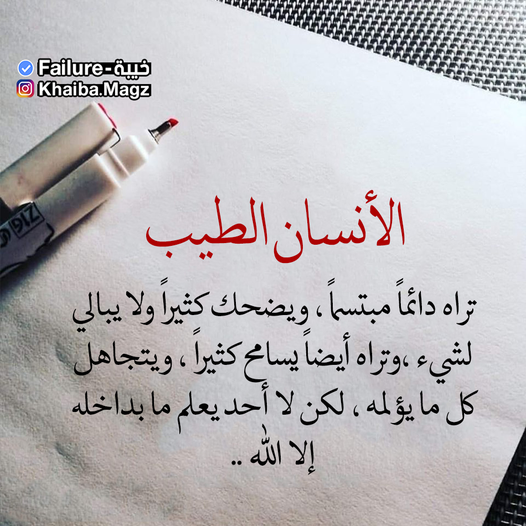 خيبة-Failure
Khaiba.Magz
ZIG
الأنسان الطيب
تراه دائماً مبتسماً ، ويضحك كثيراً ولا يبالي
لشيء ،وتراه أيضاً يسامح كثيراً ، ويتجاهل
كل ما يؤلمه ، لكن لا أحد يعلم ما بداخله
إلا الله ..